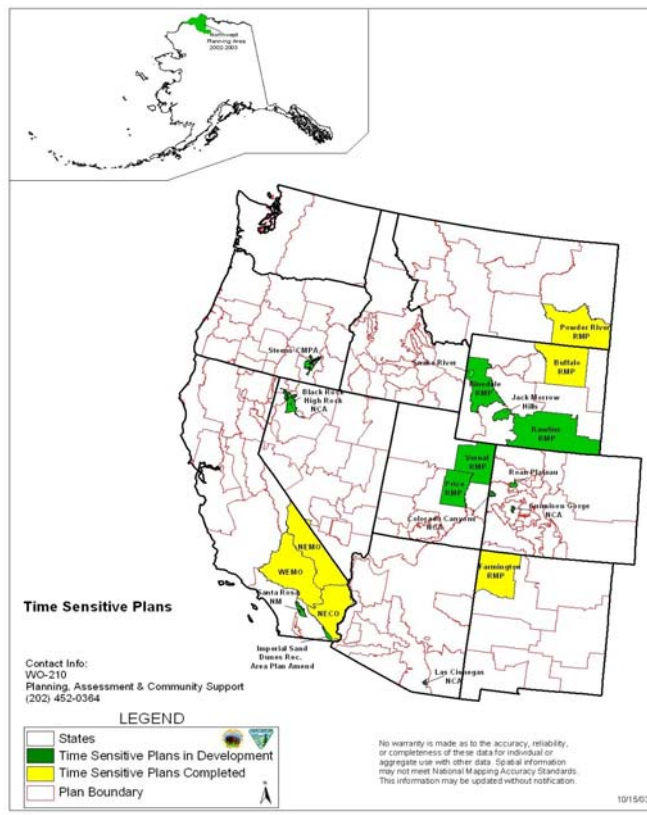 Northwest
Planning Area
2002-2003
Powder River
RMP
Steens CMPA
Snake River
Buffalo
RMP
RMP
Jack Morrow
Hills
Black Rock
High Rock
NCA
Rawlins
RMP
Vernal
RMP
Roan Plateau
Price
RMP
Gunnison Gorge
NCA
Colorado Canyons
NCA
NEMO
WEMO
Farmington
RMP
Santa Rosa
NM
NECO
Time Sensitive Plans
Imperial Sand
Dunes Rec.
Area Plan Amend
Las Cienegas
NCA
Contact Info:
WO-210
Planning, Assessment & Community Support
(202) 452-0364
LEGEND
States
Time Sensitive Plans in Development
Time Sensitive Plans Completed
Plan Boundary
No warranty is made as to the accuracy, reliability,
or completeness of these data for individual or
aggregate use with other data. Spatial information
may not meet National Mapping Accuracy Standards.
This information may be updated without notification.
10/15/03